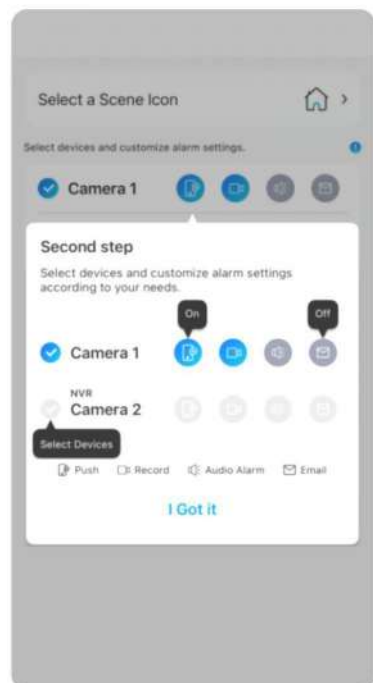 Select a Scene Icon
Select devices and customize alarm settings.
Camera 1
Second step
Select devices and customize alarm settings
according to your needs.
On Off
Camera 1
NVR
Camera 2
Select Devices
Push Record Audio Alarm Email
I Got it